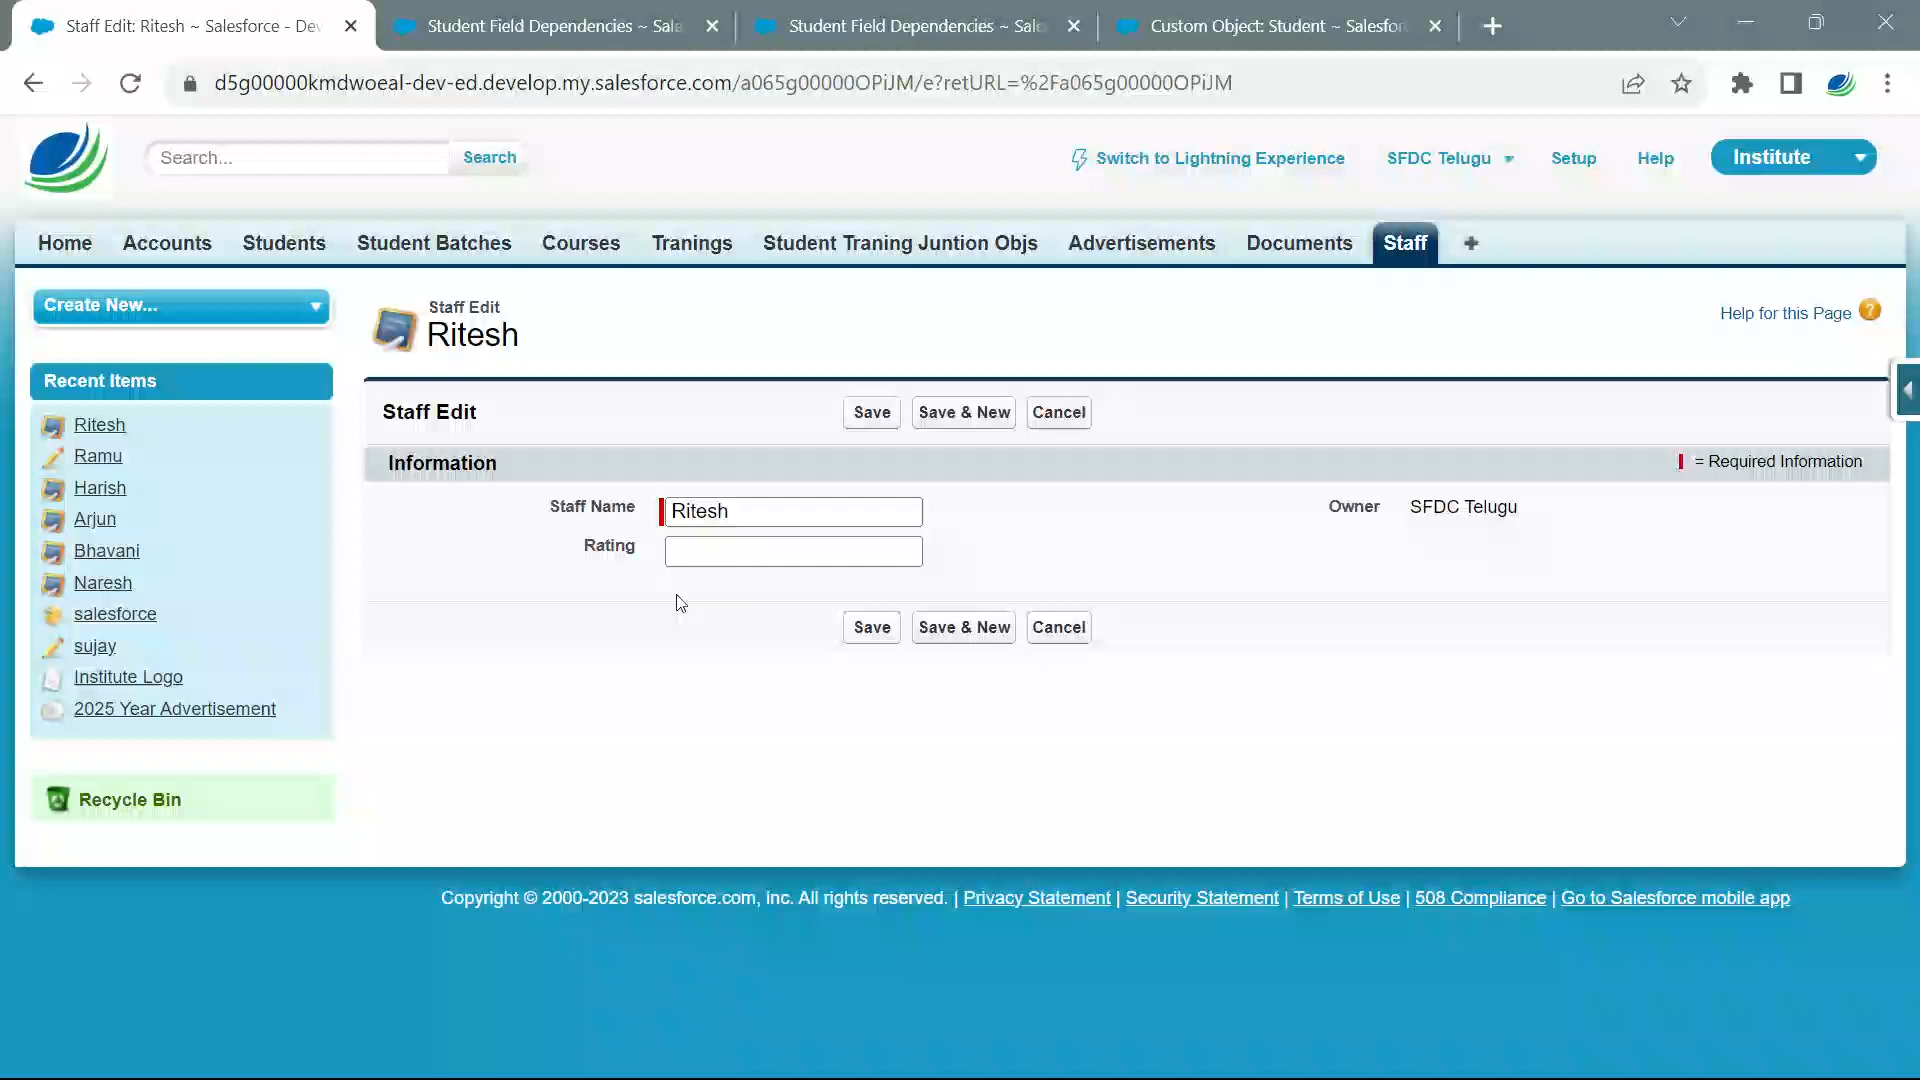 Staff Edit: Ritesh ~ Salesforce - De
Student Field Dependencies ~ Sale
Student Field Dependencies ~ Sale
Custom Object: Student ~ Salesfor
d5g00000kmdwoeal-dev-ed.develop.my.salesforce.com/a065g00000OPiJM/e?retURL=%2Fa065g00000OPiJM
Search...
Search
Switch to Lightning Experience
SFDC Telugu
Setup
Help
Institute
Home
Accounts
Students
Student Batches
Courses
Tranings
Student Traning Juntion Objs
Advertisements
Documents
Staff
Create New...
Recent Items
Ritesh
Ramu
Harish
Arjun
Bhavani
Naresh
salesforce
sujay
Institute Logo
2025 Year Advertisement
Recycle Bin
Staff Edit
Ritesh
Help for this Page
Staff Edit
Save
Save & New
Cancel
Information
= Required Information
Staff Name
Ritesh
Owner
SFDC Telugu
Rating
Save
Save & New
Cancel
Copyright © 2000-2023 salesforce.com, inc. All rights reserved. | Privacy Statement | Security Statement | Terms of Use | 508 Compliance | Go to Salesforce mobile app